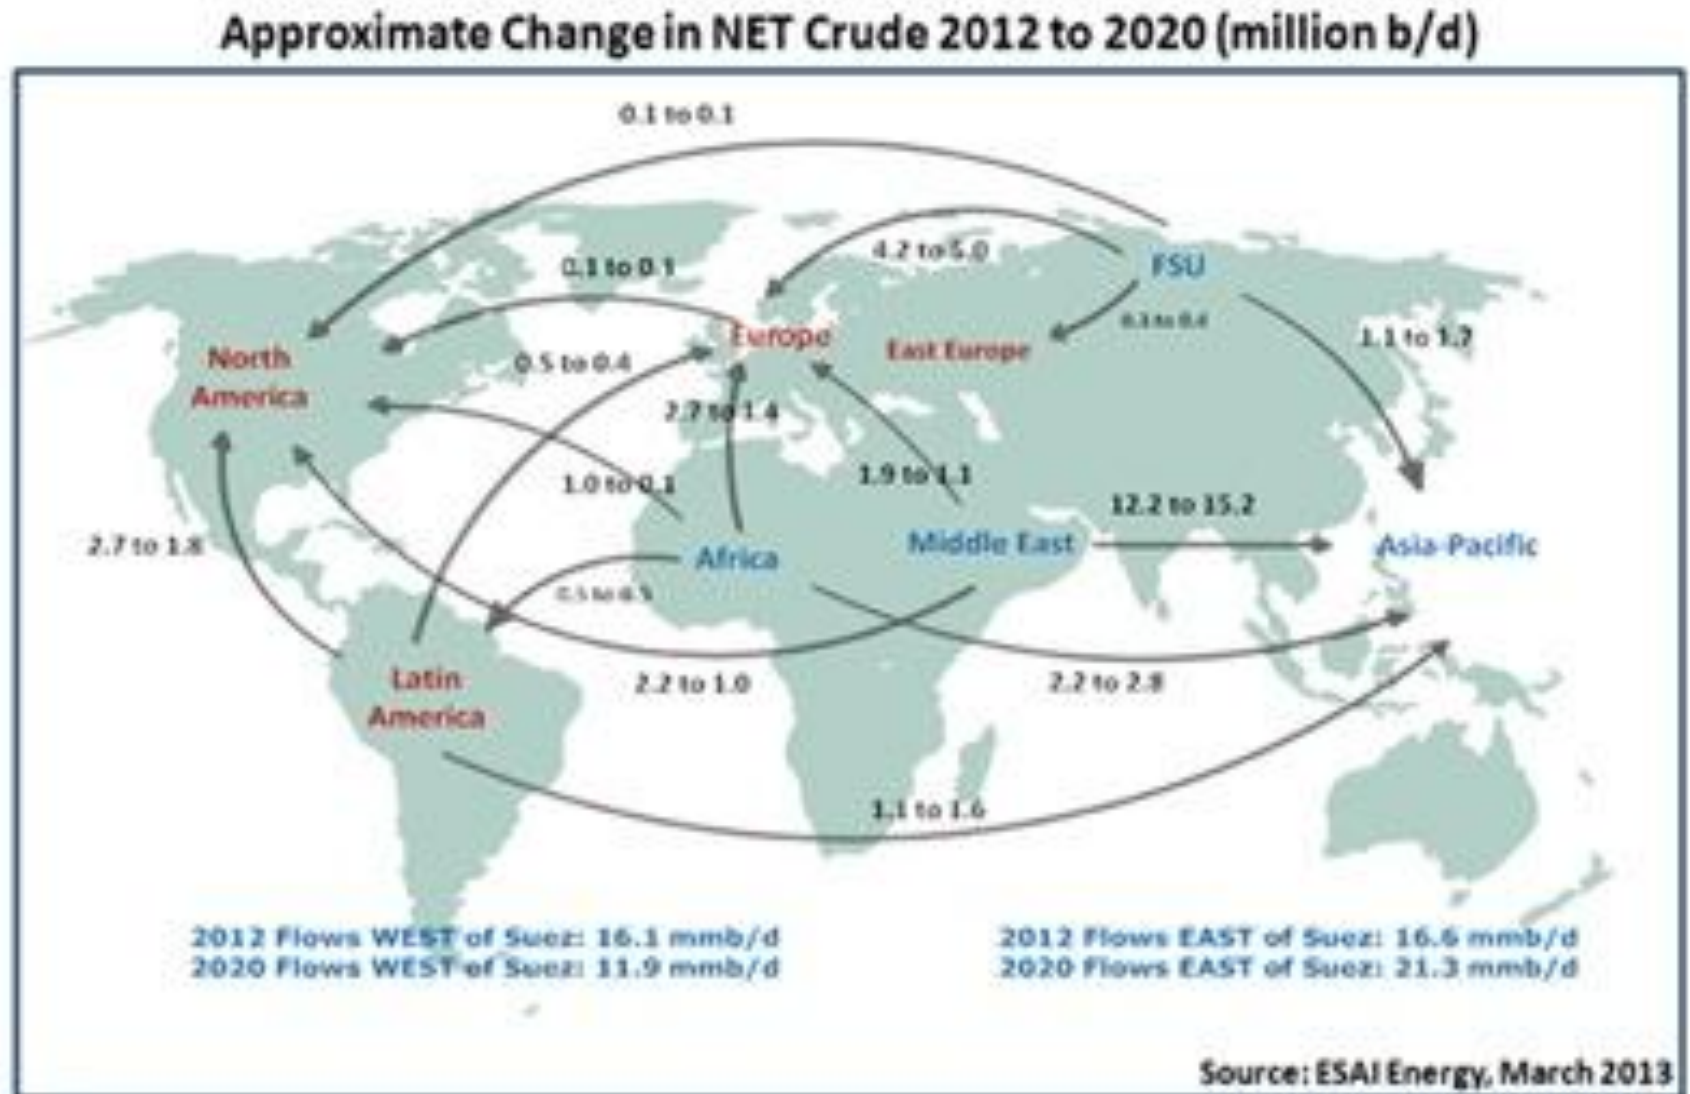 Approximate Change in NET Crude 2012 to 2020 (million b/d)
0.1 to 0.1
4.2 to 5.0
FSU
0.1 to 0.1
Europe
East Europe
1.1 to 1.7
North
America
0.5 to 0.4
2.7 to 1.4
1.0 to 0.1
1.9 to 1.1
12.2 to 15.2
2.7 to 1.8
Africa
Middle East
Asia-Pacific
0.5 to
Latin
America
2.2 to 1.0
2.2 to 2.8
1.1 to 1.6
2012 Flows WEST of Suez: 16.1 mmb/d
2020 Flows WEST of Suez: 11.9 mmb/d
2012 Flows EAST of Suez: 16.6 mmb/d
2020 Flows EAST of Suez: 21.3 mmb/d
Source: ESAI Energy, March 2013